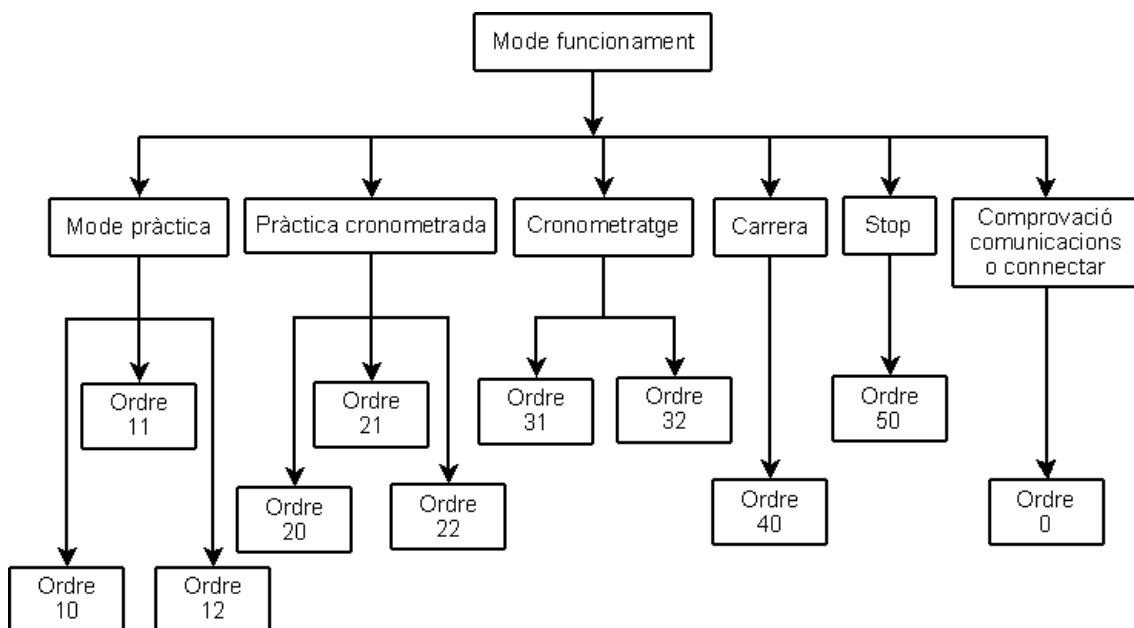 Mode funcionament
Mode pràctica
Pràctica cronometrada
Cronometratge
Carrera
Stop
Comprovació
comunicacions
o connectar
Ordre
11
Ordre
21
Ordre
31
Ordre
32
Ordre
50
Ordre
20
Ordre
22
Ordre
40
Ordre
0
Ordre
10
Ordre
12